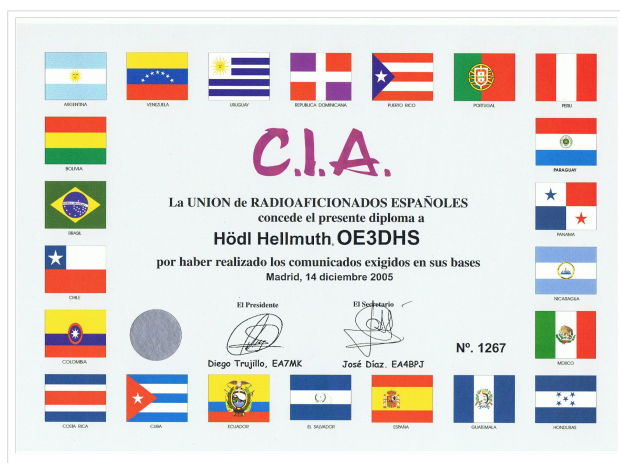 ARGENTINA
VENEZUELA
URUGUAY
REPUBLICA DOMINICANA
PUERTO RICO
PORTUGAL
PERU
BOLIVIA
C.I.A.
PARAGUAY
La UNION de RADIOAFICIONADOS ESPAÑOLES
concede el presente diploma a
BRASIL
Hödl Hellmuth, OE3DHS
PANAMA
por haber realizado los comunicados exigidos en sus bases
Madrid, 14 diciembre 2005
CHILE
NICARAGUA
El Presidente
El Secretario
Nº. 1267
COLOMBIA
Diego Trujillo, EA7MK
José Díaz. EA4BPJ
MEXICO
COSTA RICA
CUBA
ECUADOR
EL SALVADOR
ESPAÑA
GUATEMALA
HONDURAS